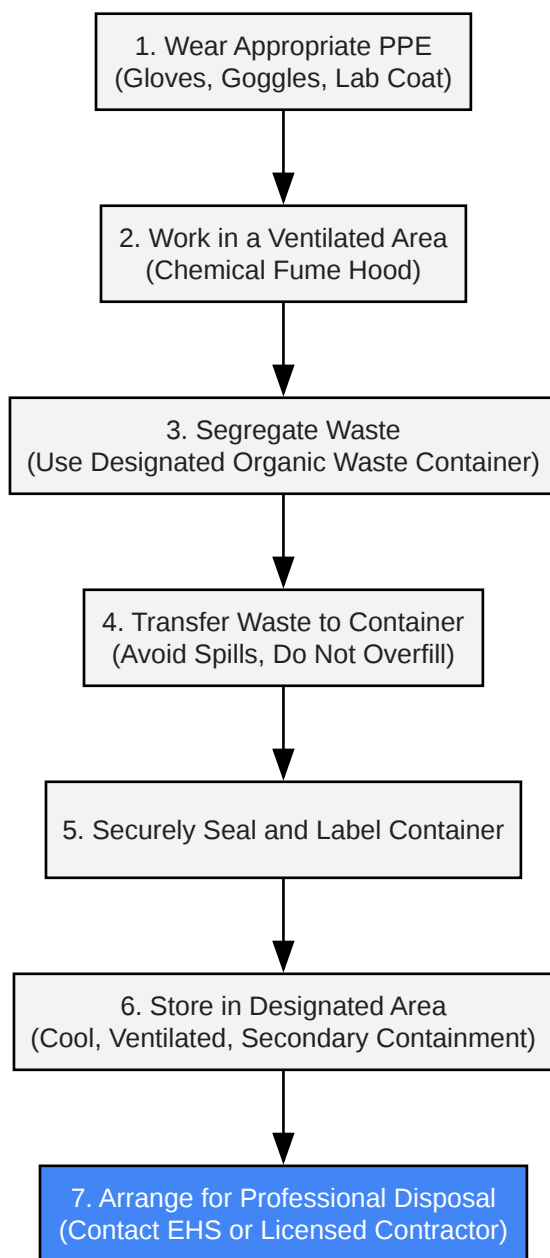 1. Wear Appropriate PPE
(Gloves, Goggles, Lab Coat)
2. Work in a Ventilated Area
(Chemical Fume Hood)
3. Segregate Waste
(Use Designated Organic Waste Container)
4. Transfer Waste to Container
(Avoid Spills, Do Not Overfill)
5. Securely Seal and Label Container
6. Store in Designated Area
(Cool, Ventilated, Secondary Containment)
7. Arrange for Professional Disposal
(Contact EHS or Licensed Contractor)